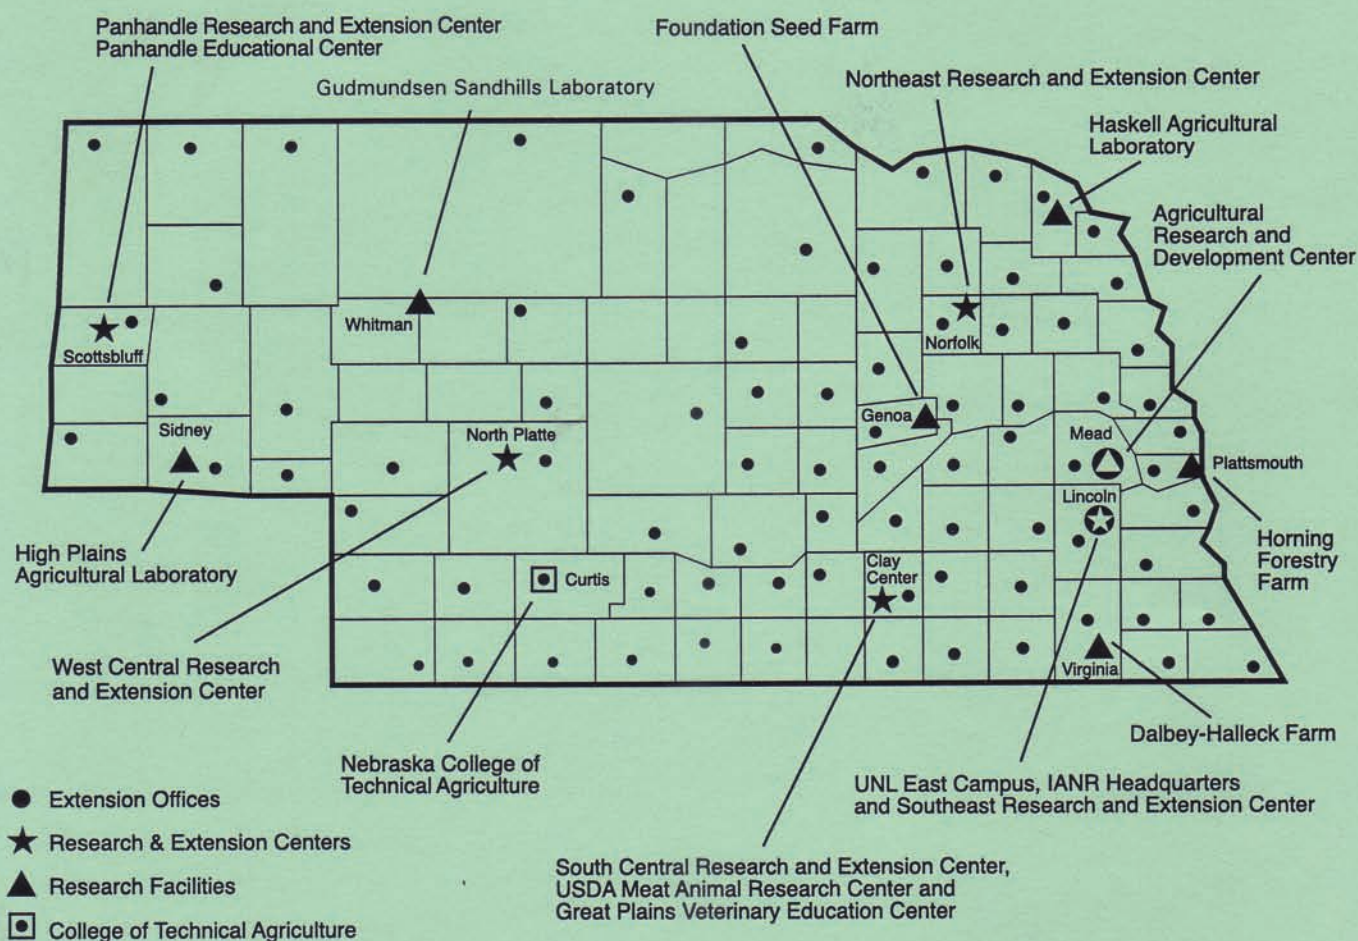 Panhandle Research and Extension Center
Panhandle Educational Center
Foundation Seed Farm
Gudmundsen Sandhills Laboratory
Northeast Research and Extension Center
Haskell Agricultural
Laboratory
Agricultural
Research and
Development Center
Whitman
Scottsbluff
Norfolk
Genoa
Sidney
North Platte
Mead
Plattsmouth
Lincoln
High Plains
Agricultural Laboratory
Curtis
Clay
Center
Horning
Forestry
Farm
West Central Research
and Extension Center
Virginia
Dalbey-Halleck Farm
Nebraska College of
Technical Agriculture
UNL East Campus, IANR Headquarters
and Southeast Research and Extension Center
South Central Research and Extension Center,
USDA Meat Animal Research Center and
Great Plains Veterinary Education Center
Extension Offices
Research & Extension Centers
Research Facilities
College of Technical Agriculture